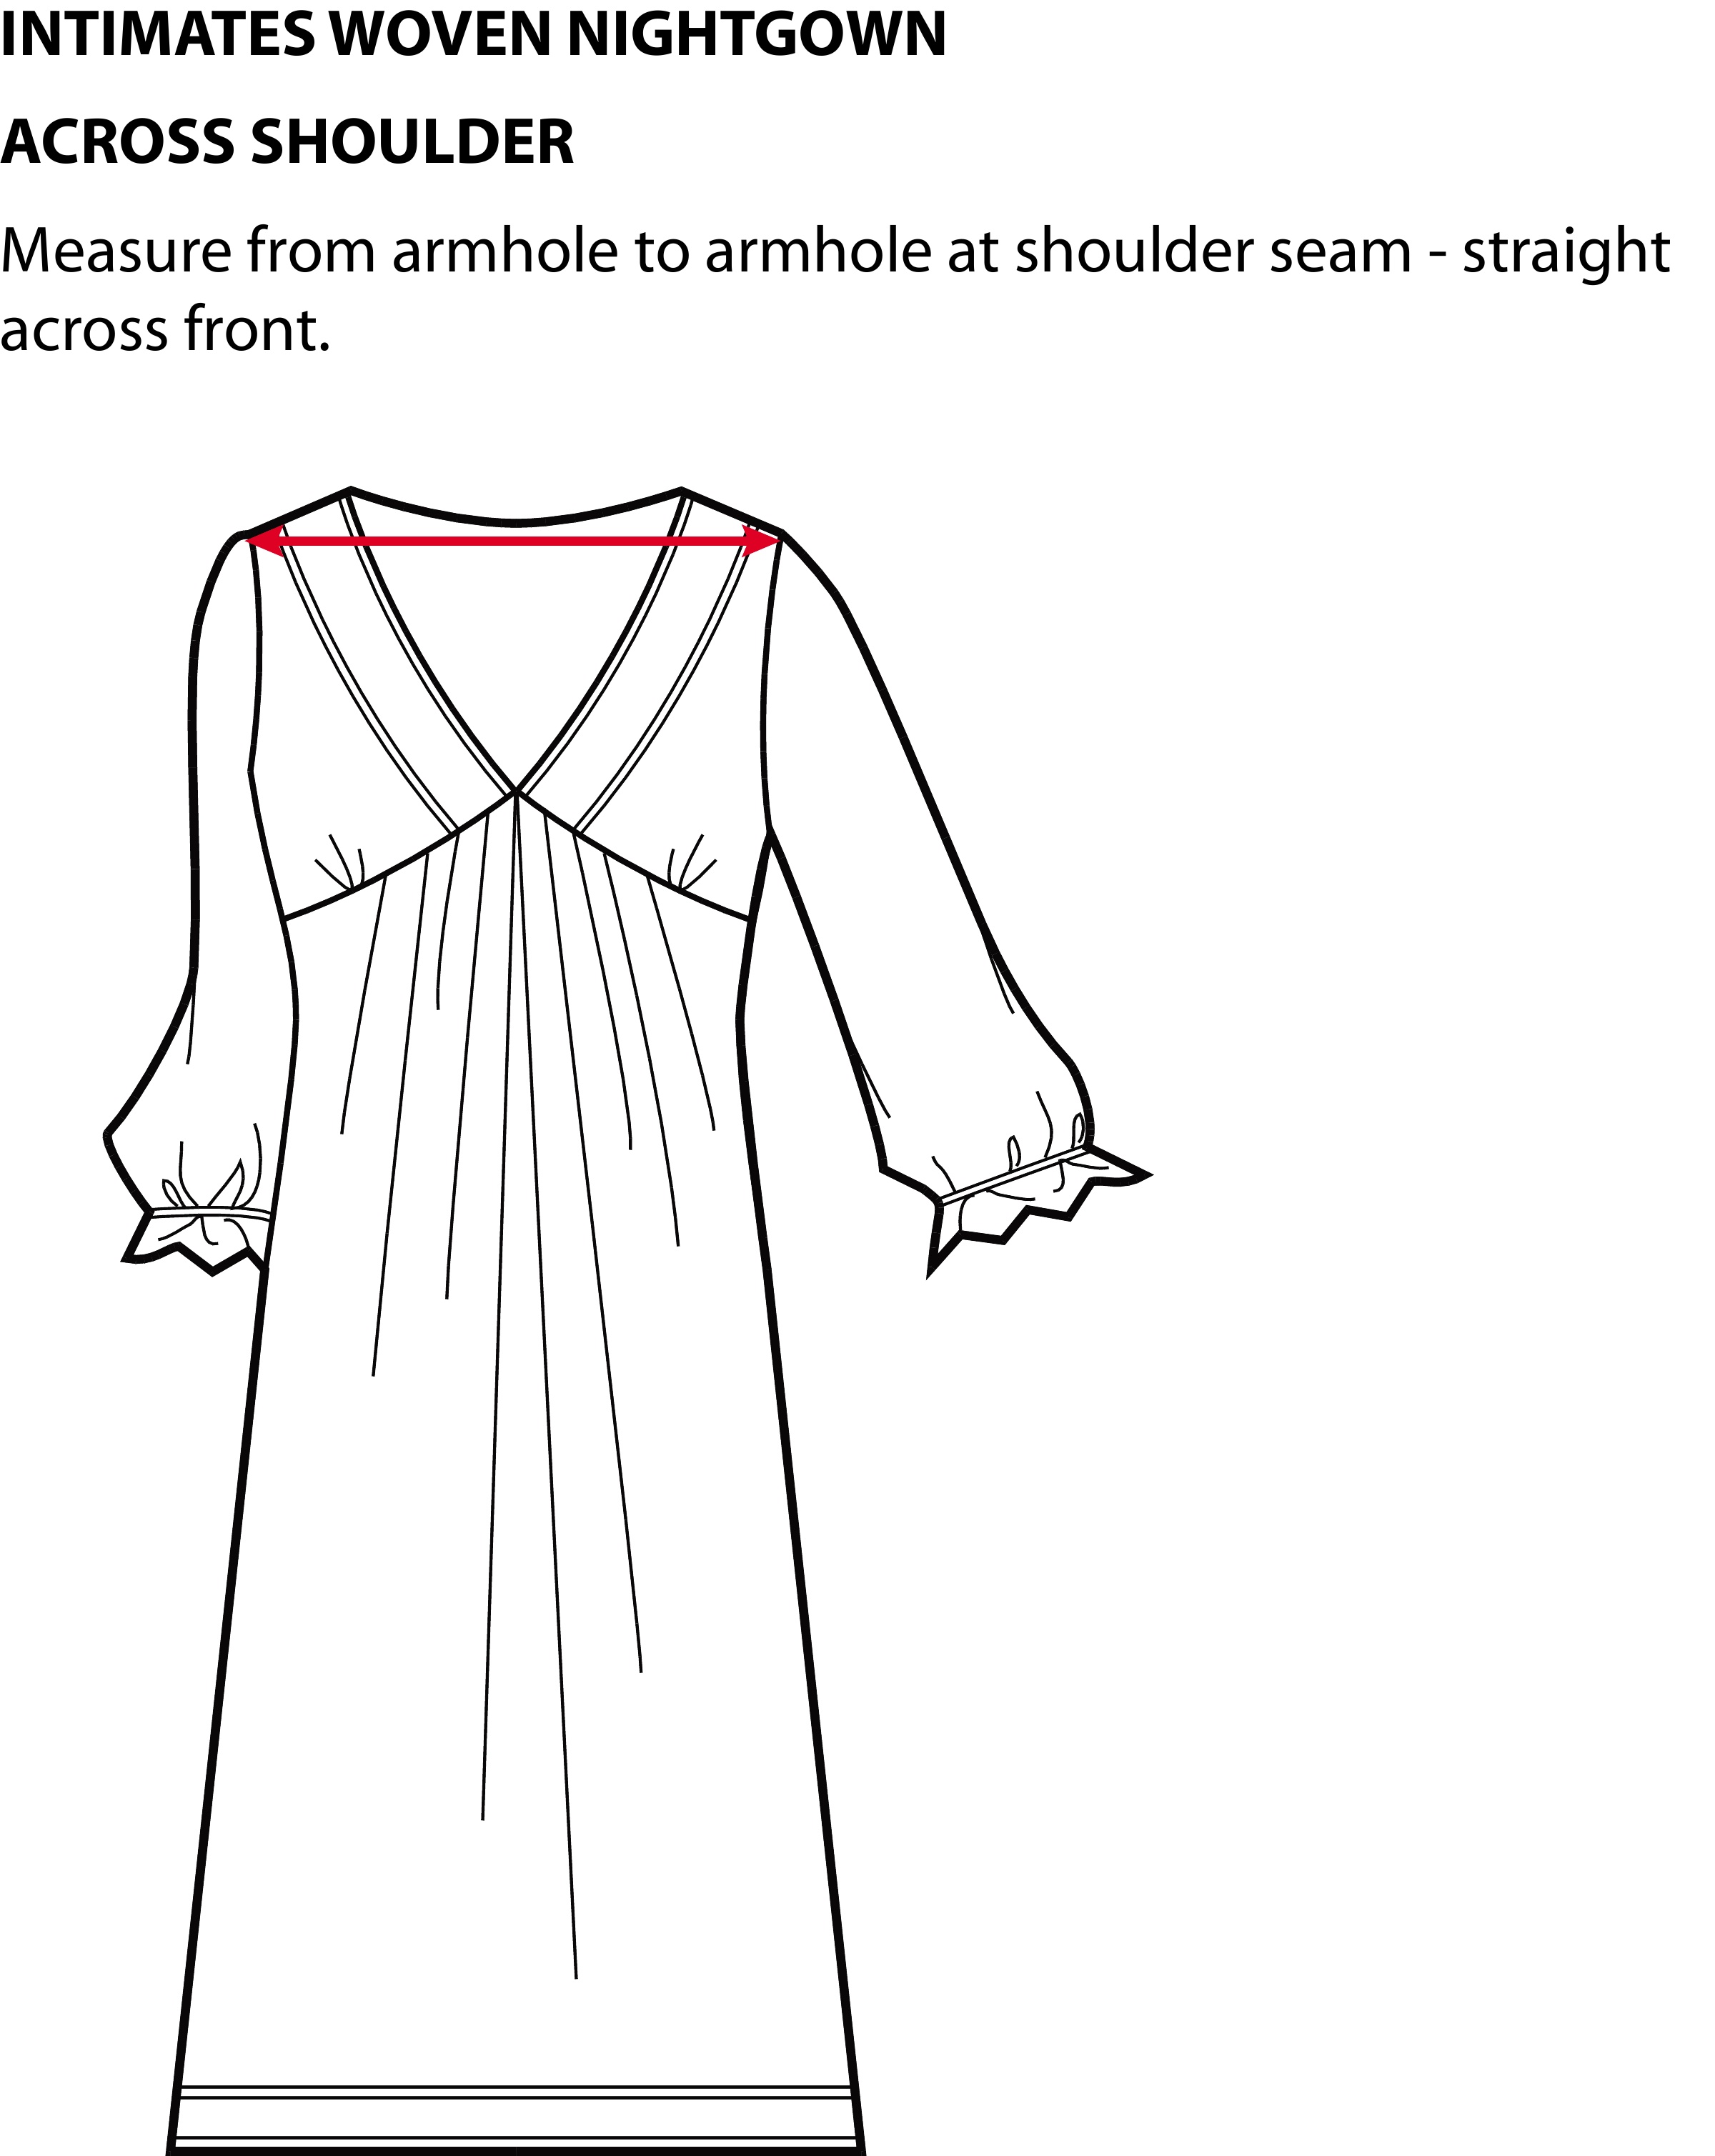 INTIMATES WOVEN NIGHTGOWN
ACROSS SHOULDER
Measure from armhole to armhole at shoulder seam - straight
across front.